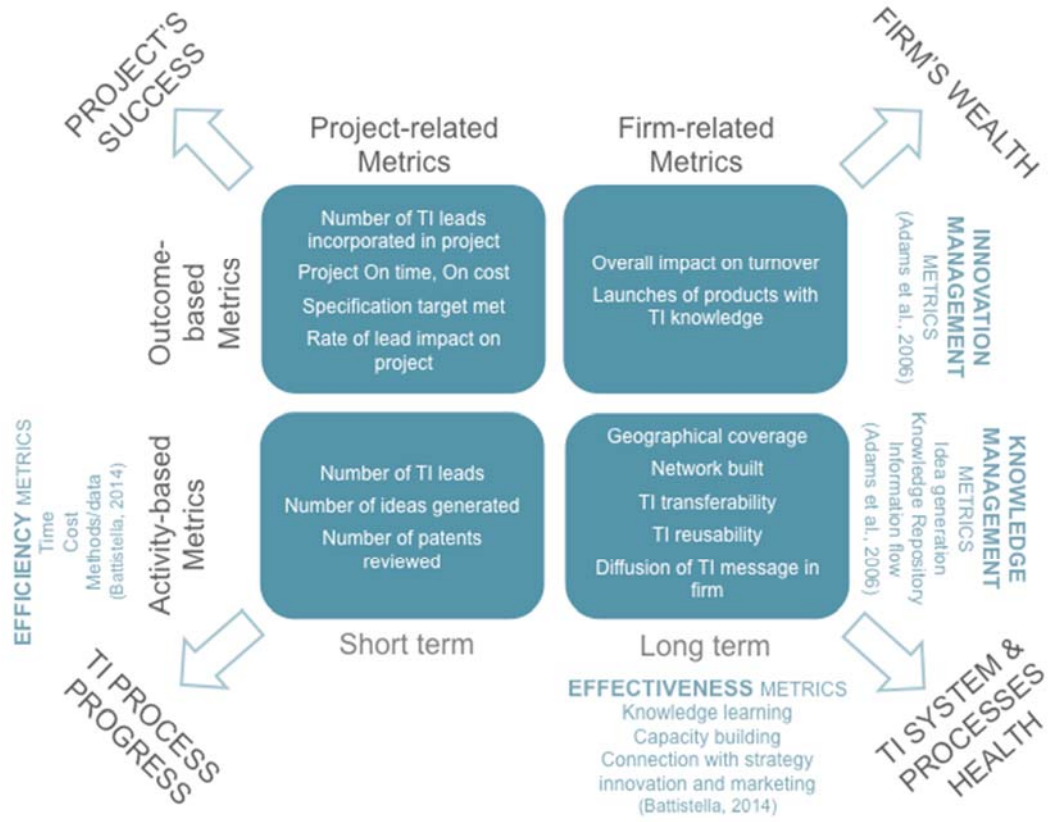 PROJECT'S
SUCCESS
FIRM'S WEALTH
Project-related
Metrics
Firm-related
Metrics
Outcome-
based
Metrics
Number of TI leads
incorporated in project
Project On time, On cost
Specification target met
Rate of lead impact on
project
Overall impact on turnover
Launches of products with
TI knowledge
INNOVATION
MANAGEMENT
METRICS
(Adams et al., 2006)
EFFICIENCY METRICS
Time
Cost
Methods/data
(Battistella, 2014)
Activity-based
Metrics
Number of TI leads
Number of ideas generated
Number of patents
reviewed
Geographical coverage
Network built
TI transferability
TI reusability
Diffusion of TI message in
firm
KNOWLEDGE
MANAGEMENT
METRICS
Idea generation
Knowledge Repository
Information flow
(Adams et al., 2006)
Short term
Long term
TI PROCESS
PROGRESS
EFFECTIVENESS METRICS
Knowledge learning
Capacity building
Connection with strategy
innovation and marketing
(Battistella, 2014)
TI SYSTEM &
PROCESSES
HEALTH